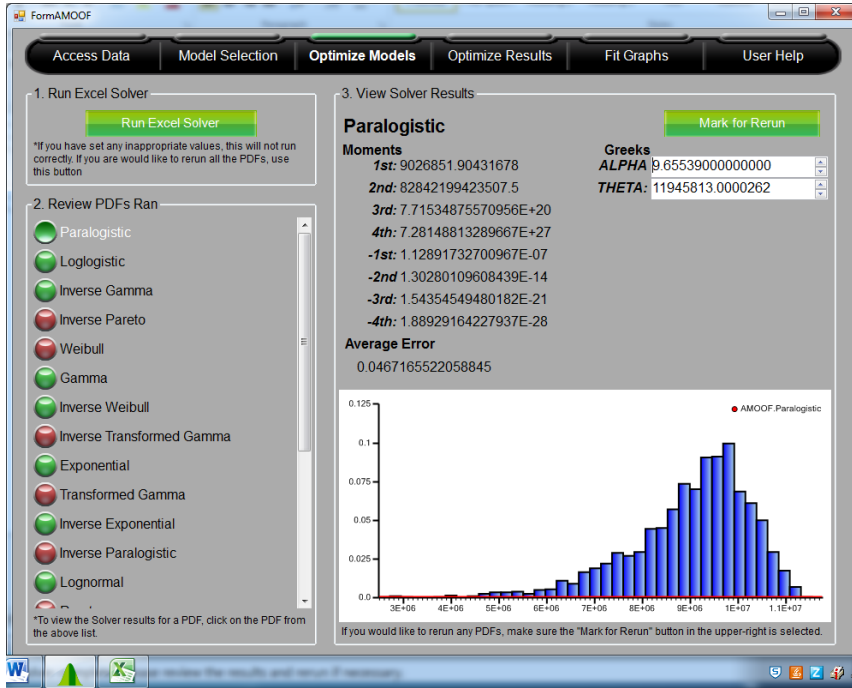 FormAMOOF
Access Data
Model Selection
Optimize Models
Optimize Results
Fit Graphs
User Help
1. Run Excel Solver
Run Excel Solver
*If you have set any inappropriate values, this will not run
correctly. If you are would like to rerun all the PDFs, use
this button
2. Review PDFs Ran
Paralogistic
Loglogistic
Inverse Gamma
Inverse Pareto
Weibull
Gamma
Inverse Weibull
Inverse Transformed Gamma
Exponential
Transformed Gamma
Inverse Exponential
Inverse Paralogistic
Lognormal
*To view the Solver results for a PDF, click on the PDF from
the above list.
3. View Solver Results
Paralogistic
Mark for Rerun
Moments
Greeks
1st: 9026851.90431678
ALPHA 9.65539000000000
2nd: 82842199423507.5
THETA: 11945813.0000262
3rd: 7.71534875570956E+20
4th: 7.28148813289667E+27
-1st: 1.12891732700967E-07
-2nd 1.30280109608439E-14
-3rd: 1.54354549480182E-21
-4th: 1.88929164227937E-28
Average Error
0.0467165522058845
AMOOF.Paralogistic
0.125
0.1
0.075
0.05
0.025
0.0
3E+06 4E+06 5E+06 6E+06 7E+06 8E+06 9E+06 1E+07 1.1E+07
If you would like to rerun any PDFs, make sure the "Mark for Rerun" button in the upper-right is selected.
review the results and rerun if necessary